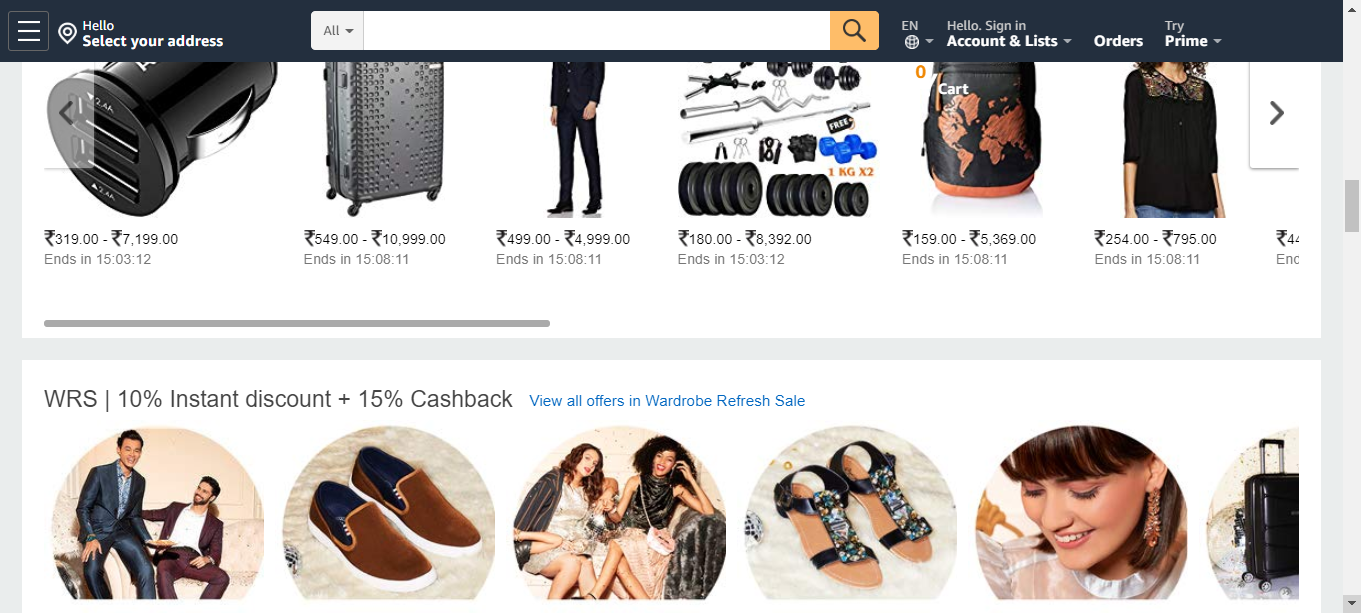 Hello
Select your address
All
EN
Hello. Sign in
Account & Lists
Orders
Try
Prime
0
Cart
2.4A
2.4A
FREE
1 KG X2
₹319.00 - ₹7,199.00
Ends in 15:03:12
₹549.00 - ₹10,999.00
Ends in 15:08:11
₹499.00 - ₹4,999.00
Ends in 15:08:11
₹180.00 - ₹8,392.00
Ends in 15:03:12
₹159.00 - ₹5,369.00
Ends in 15:08:11
₹254.00 - ₹795.00
Ends in 15:08:11
WRS | 10% Instant discount + 15% Cashback View all offers in Wardrobe Refresh Sale